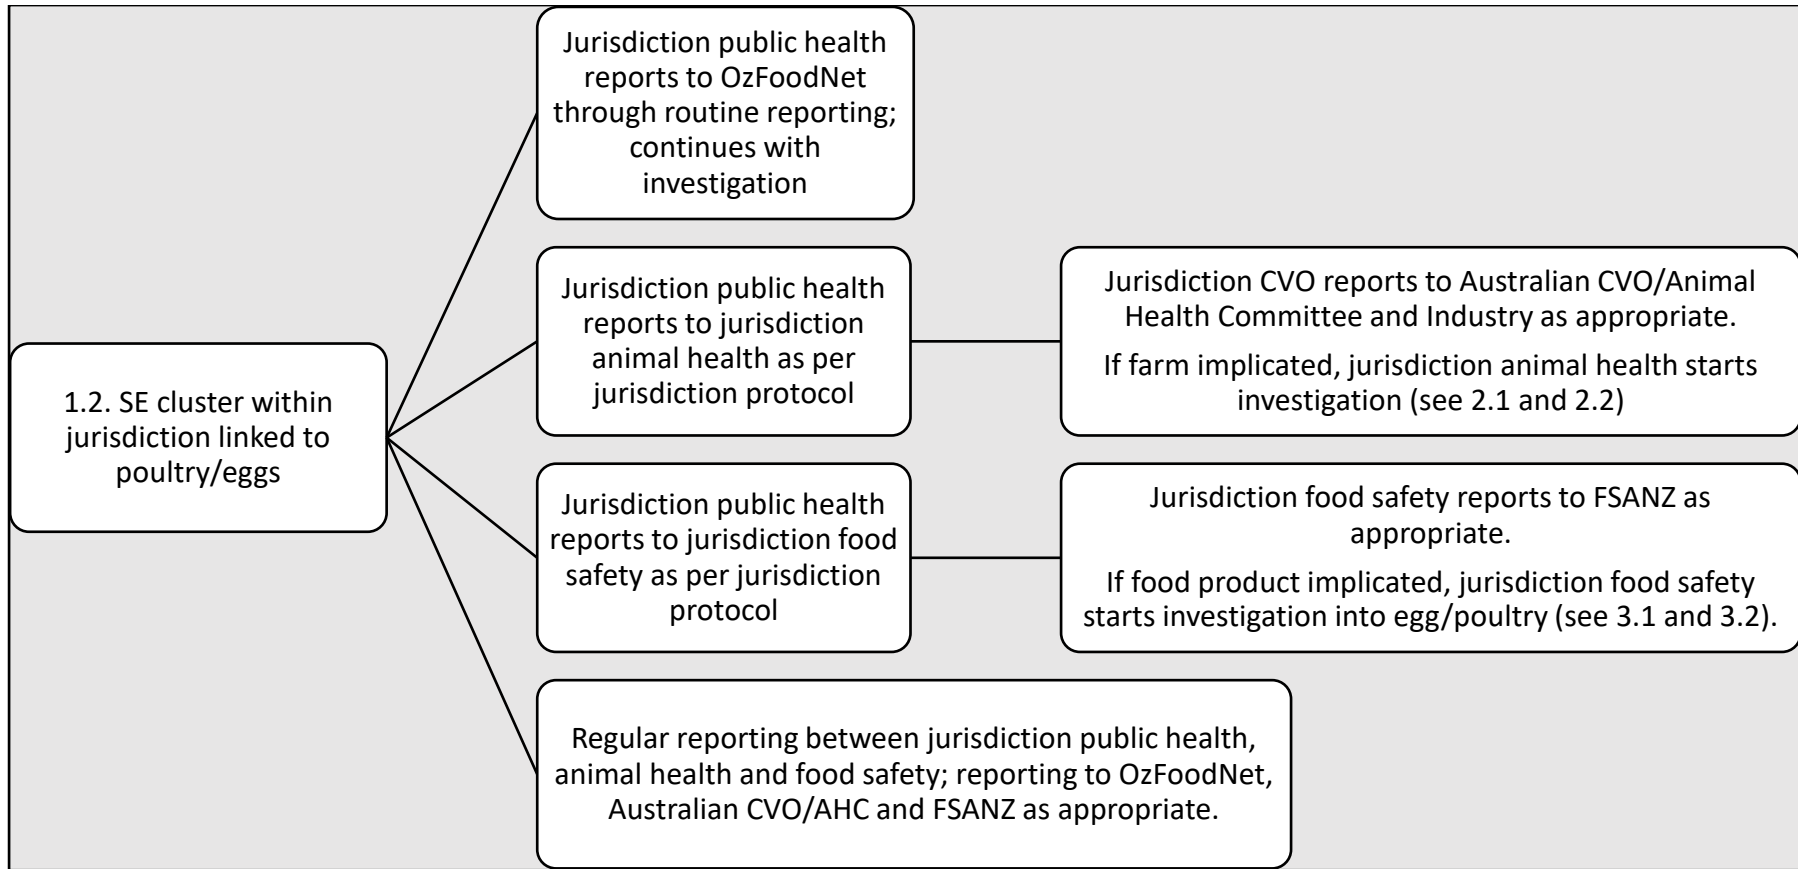 Jurisdiction public health
reports to OzFoodNet
through routine reporting;
continues with
investigation
Jurisdiction public health
reports to jurisdiction
animal health as per
jurisdiction protocol
Jurisdiction CVO reports to Australian CVO/Animal
Health Committee and Industry as appropriate.
If farm implicated, jurisdiction animal health starts
investigation (see 2.1 and 2.2)
1.2. SE cluster within
jurisdiction linked to
poultry/eggs
Jurisdiction public health
reports to jurisdiction food
safety as per jurisdiction
protocol
Jurisdiction food safety reports to FSANZ as
appropriate.
If food product implicated, jurisdiction food safety
starts investigation into egg/poultry (see 3.1 and 3.2).
Regular reporting between jurisdiction public health,
animal health and food safety; reporting to OzFoodNet,
Australian CVO/AHC and FSANZ as appropriate.